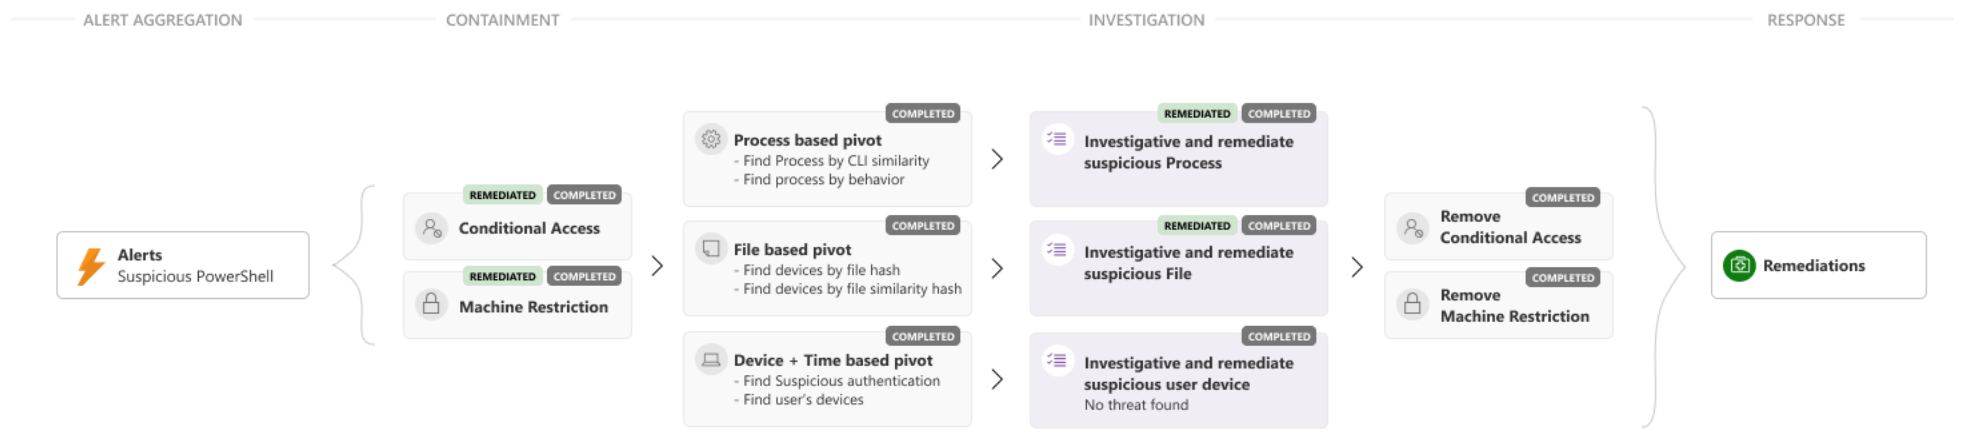 ALERT AGGREGATION
CONTAINMENT
INVESTIGATION
RESPONSE
Alerts
Suspicious PowerShell
REMEDIATED COMPLETED
Conditional Access
REMEDIATED COMPLETED
Machine Restriction
COMPLETED
Process based pivot
- Find Process by CLI similarity
- Find process by behavior
COMPLETED
File based pivot
- Find devices by file hash
- Find devices by file similarity hash
COMPLETED
Device + Time based pivot
- Find Suspicious authentication
- Find user's devices
REMEDIATED COMPLETED
Investigative and remediate
suspicious Process
REMEDIATED COMPLETED
Investigative and remediate
suspicious File
COMPLETED
Investigative and remediate
suspicious user device
No threat found
COMPLETED
Remove
Conditional Access
COMPLETED
Remove
Machine Restriction
Remediations